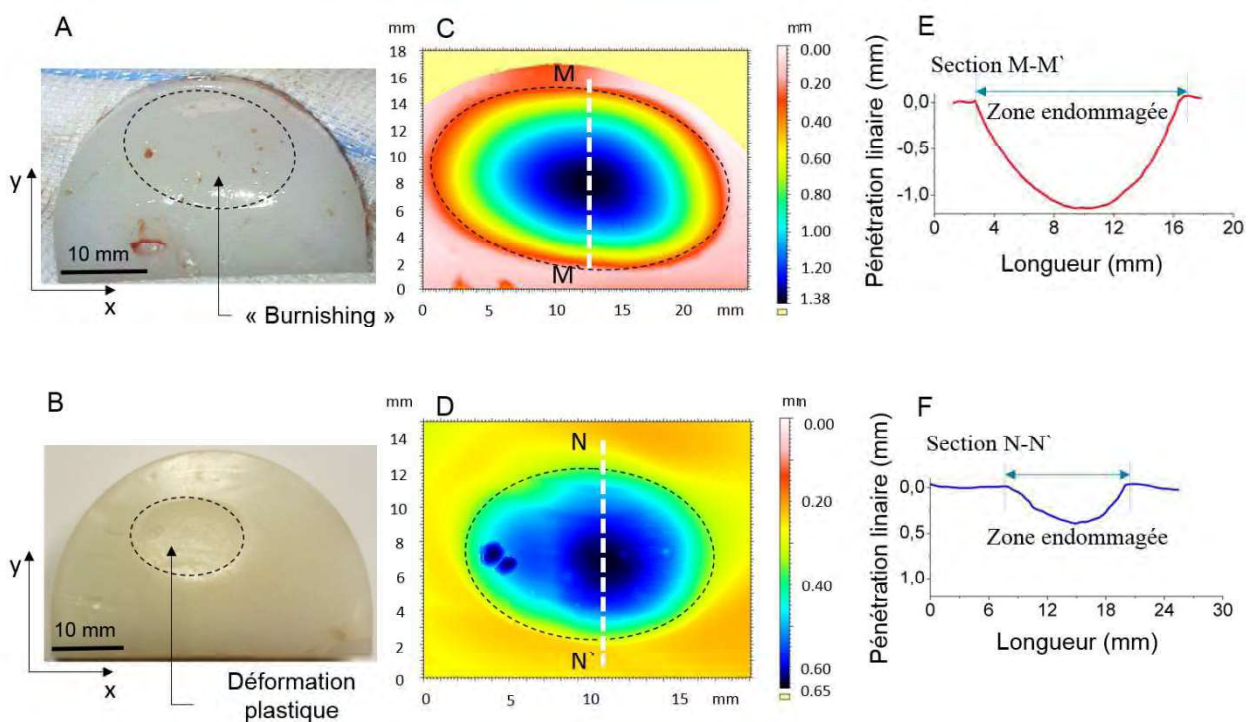 A
10 mm
y
x
« Burnishing »
C
mm
18
16
14
12
10
8
6
4
2
0
M
M`
0 5 10 15 20 mm
mm
0.00
0.20
0.40
0.60
0.80
1.00
1.20
1.38
E
Section M-M`
Zone endommagée
Pénétration linaire (mm)
0,0
-0,5
-1,0
0 4 8 12 16 20
Longueur (mm)
B
10 mm
y
x
Déformation
plastique
D
mm
14
12
10
8
6
4
2
0
N
N`
0 5 10 15 mm
mm
0.00
0.20
0.40
0.60
0.65
F
Section N-N`
Zone endommagée
Pénétration linaire (mm)
0,0
0,5
1,0
0 6 12 18 24 30
Longueur (mm)